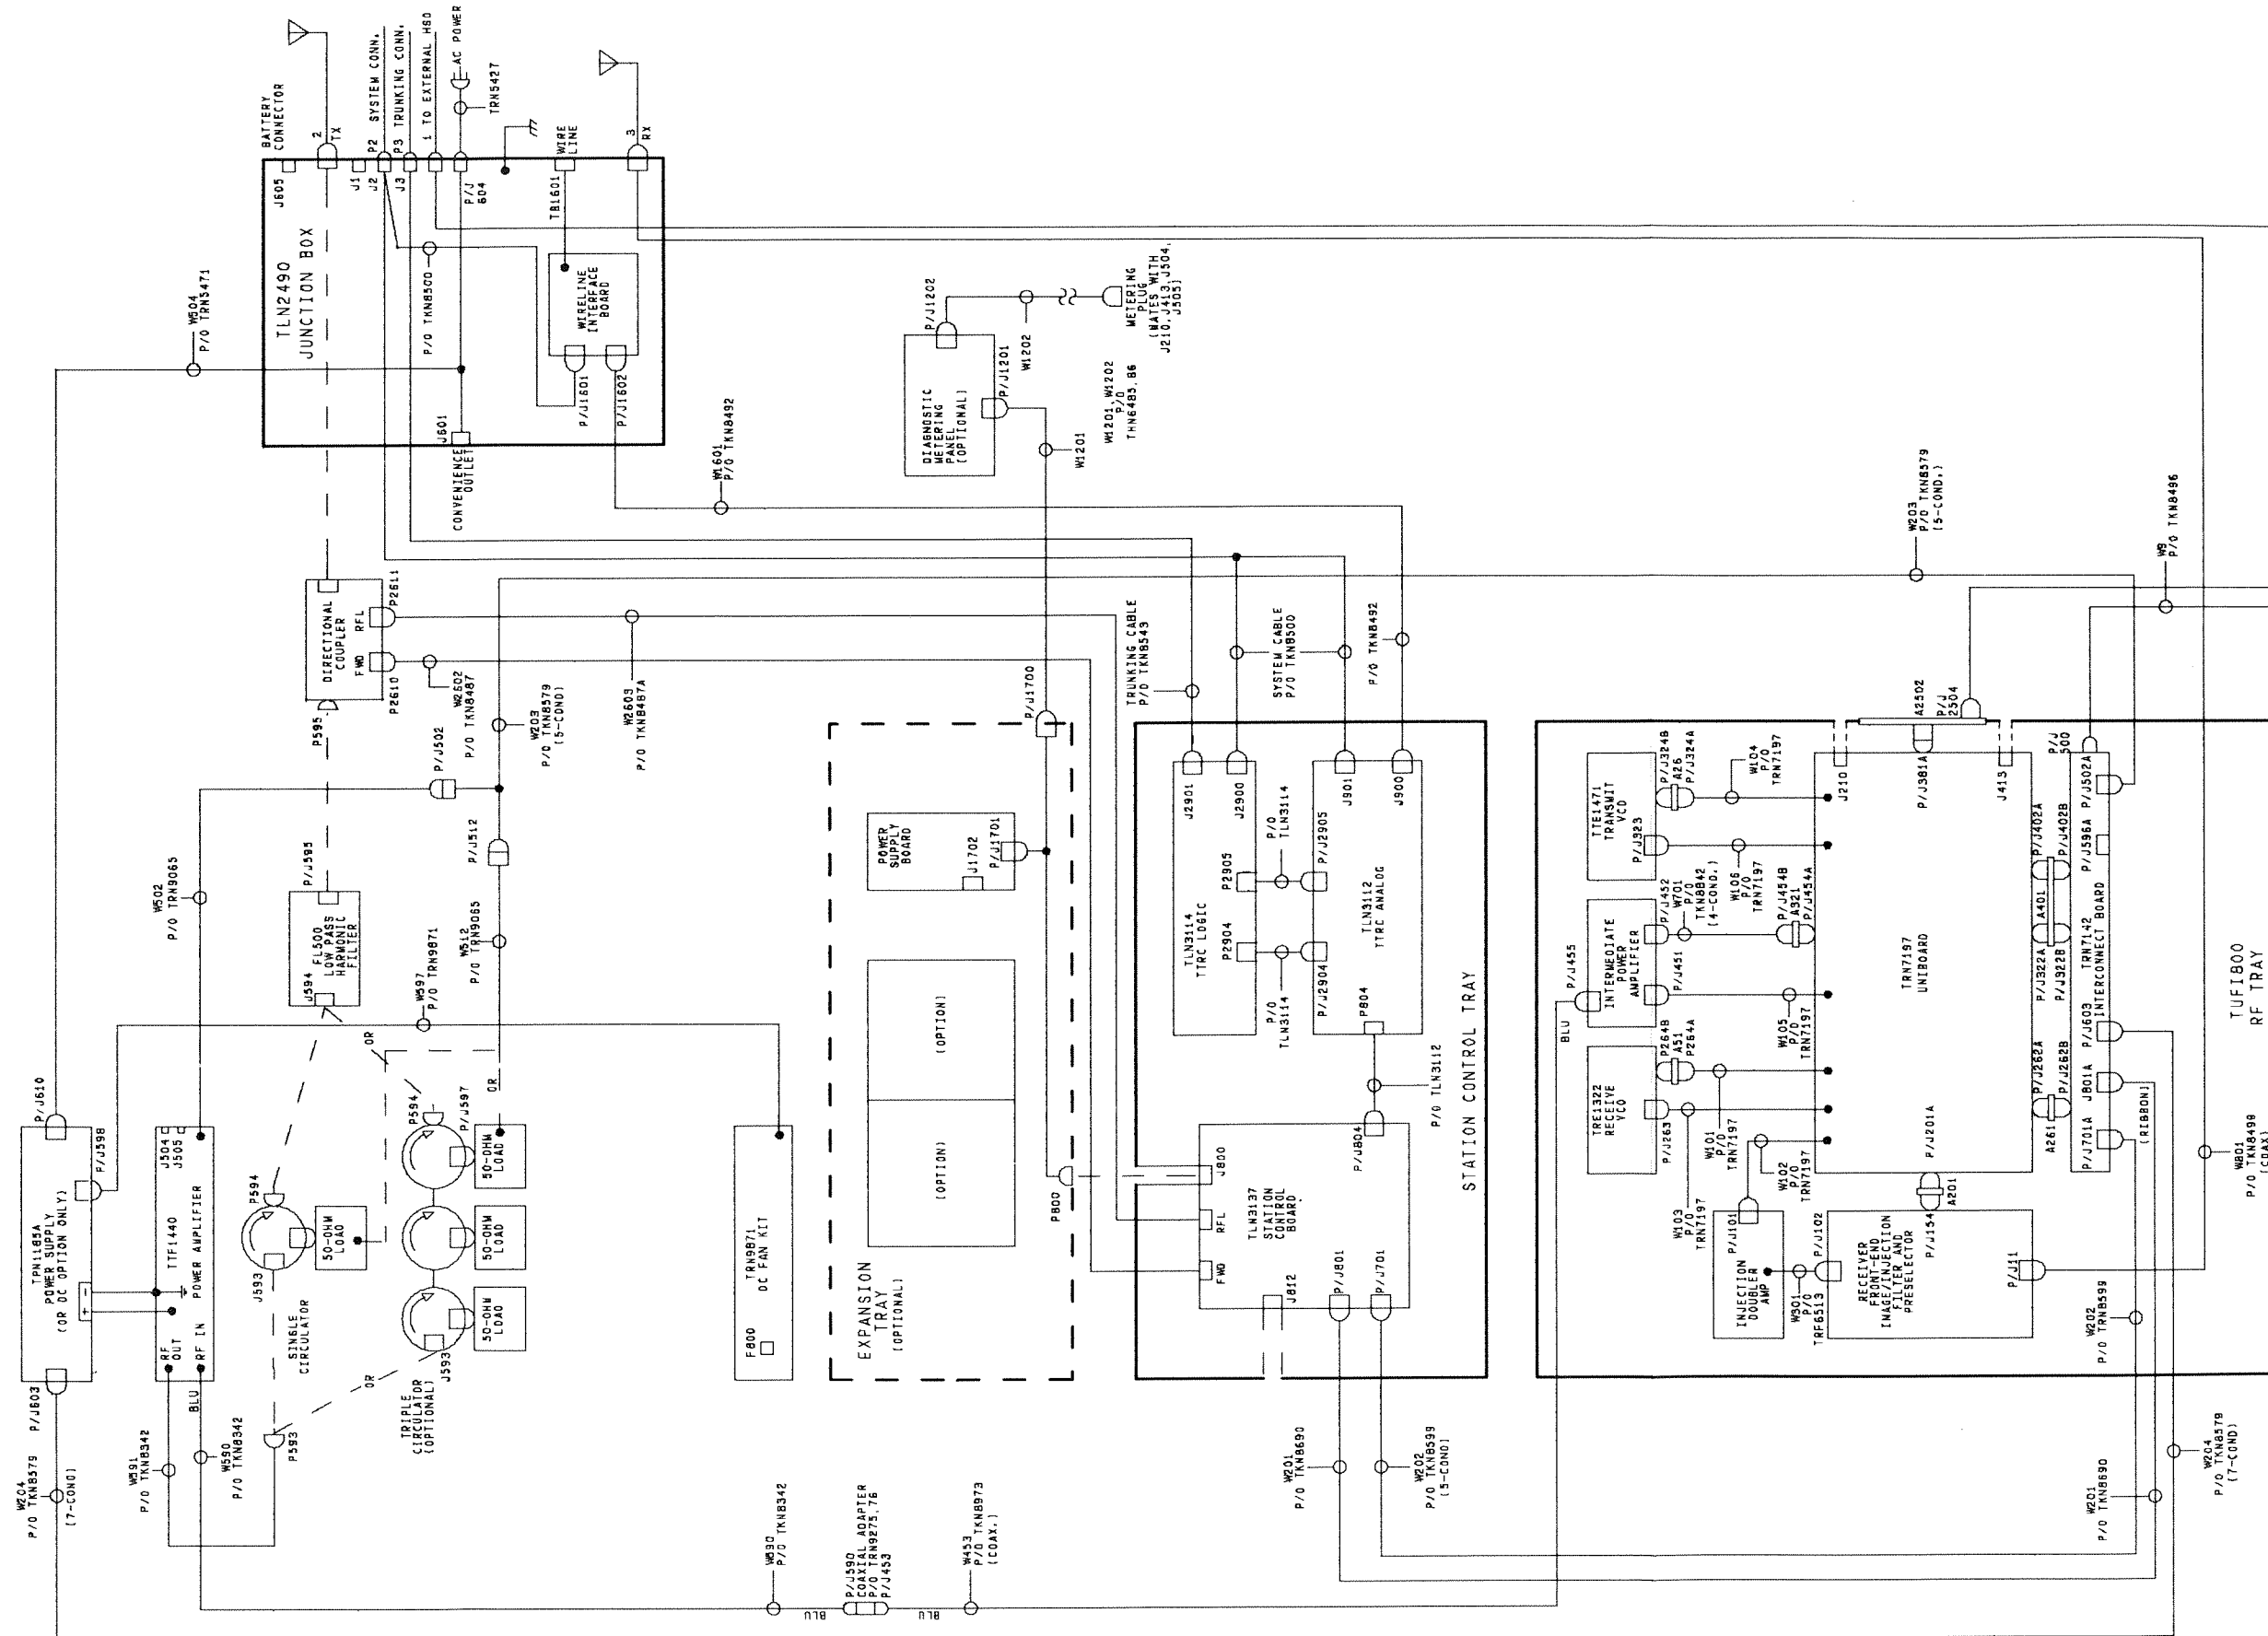 BATTERY
CONNECTOR
J605
2
TX
J1
J2
P2
SYSTEM CONN.
J3
P3
TRUNKING CONN.
1 TO EXTERNAL HSO
P/J
604
AC POWER
TRN5427
WIRE
LINE
TB1601
3
RX
TLN2490
JUNCTION BOX
P/O TKN8500
WIRELINE
INTERFACE
BOARD
P/J1601
P/J1602
J601
CONVENIENCE
OUTLET
W504
P/O TRN5471
W1601
P/O TKN8492
P/J1202
DIAGNOSTIC
METERING
PANEL
(OPTIONAL)
P/J1201
W1202
METERING
PLUG
(MATES WITH
J210,J413,J504,
J505)
W1201
W1201,W1202
P/O
THN6485,86
W203
P/O TKN8579
(5-COND.)
W9
P/O TKN8496
DIRECTIONAL
COUPLER
FWD
RFL
P2611
P2610
P595
W2602
P/O TKN8487
W2603
P/O TKN8487A
W203
P/O TKN8579
(5-COND)
P/J502
P/J512
W502
P/O TRN9065
W512
P/O TRN9065
P/J595
FL500
LOW PASS
HARMONIC
FILTER
J594
W597
P/O TRN9871
OR
OR
P/J610
TPN1185A
POWER SUPPLY
(OR DC OPTION ONLY)
P/J598
P/J603
+
-
J504
J505
TTF1440
POWER AMPLIFIER
RF
OUT
RF IN
BLU
W204
P/O TKN8579
(7-COND)
W591
P/O TKN8342
W590
P/O TKN8342
P594
50-OHM
LOAD
J593
SINGLE
CIRCULATOR
P593
OR
P594
P/J597
50-OHM
LOAD
50-OHM
LOAD
50-OHM
LOAD
J593
TRIPLE
CIRCULATOR
(OPTIONAL)
TRN9871
DC FAN KIT
F800
W590
P/O TKN8342
BLU
P/J590
COAXIAL ADAPTER
P/O TRN9275,76
P/J453
BLU
W453
P/O TKN8973
(COAX.)
P/J1700
POWER
SUPPLY
BOARD
J1702
P/J1701
(OPTION)
(OPTION)
EXPANSION
TRAY
(OPTIONAL)
P800
TRUNKING CABLE
P/O TKN8543
SYSTEM CABLE
P/O TKN8500
P/O TKN8492
J2901
J2900
TLN3114
TTRC LOGIC
P2905
P2904
P/O
TLN3114
P/O
TLN3114
J901
J900
P/J2905
P/J2904
TLN3112
TTRC ANALOG
P804
P/O TLN3112
P/J804
J800
RFL
FWD
TLN3137
STATION
CONTROL
BOARD
J812
P/J801
P/J701
STATION CONTROL TRAY
W201
P/O TKN8690
W202
P/O TKN8599
(5-COND)
A2502
P/J
2504
TTE1471
TRANSMIT
VCO
P/J323
P/J324B
A26
P/J324A
W104
P/O
TRN7197
W106
P/O
TRN7197
J210
P/J381A
J413
P/J
500
P/J502A
P/J455
BLU
INTERMEDIATE
POWER
AMPLIFIER
P/J452
P/J451
W701
P/O
TKN8842
(4-COND.)
P/J454B
A321
P/J454A
W105
P/O
TRN7197
TRE1322
RECEIVE
VCO
P/J263
P264B
A51
P264A
W101
P/O
TRN7197
W103
P/O
TRN7197
W102
P/O
TRN7197
TRN7197
UNIBOARD
P/J201A
A201
P/J402A
P/J402B
A401
P/J322A
P/J322B
P/J596A
TRN7142
INTERCONNECT BOARD
P/J603
P/J262A
P/J262B
A261
J801A
P/J701A
(RIBBON)
P/J101
INJECTION
DOUBLER
AMP
P/J102
W301
P/O
TRF6513
P/J154
RECEIVER
FRONT-END
IMAGE/INJECTION
FILTER AND
PRESELECTOR
P/J11
TUF1800
RF TRAY
W801
P/O TKN8499
(COAX)
W202
P/O TRN8599
W201
P/O TKN8690
W204
P/O TKN8579
(7-COND)